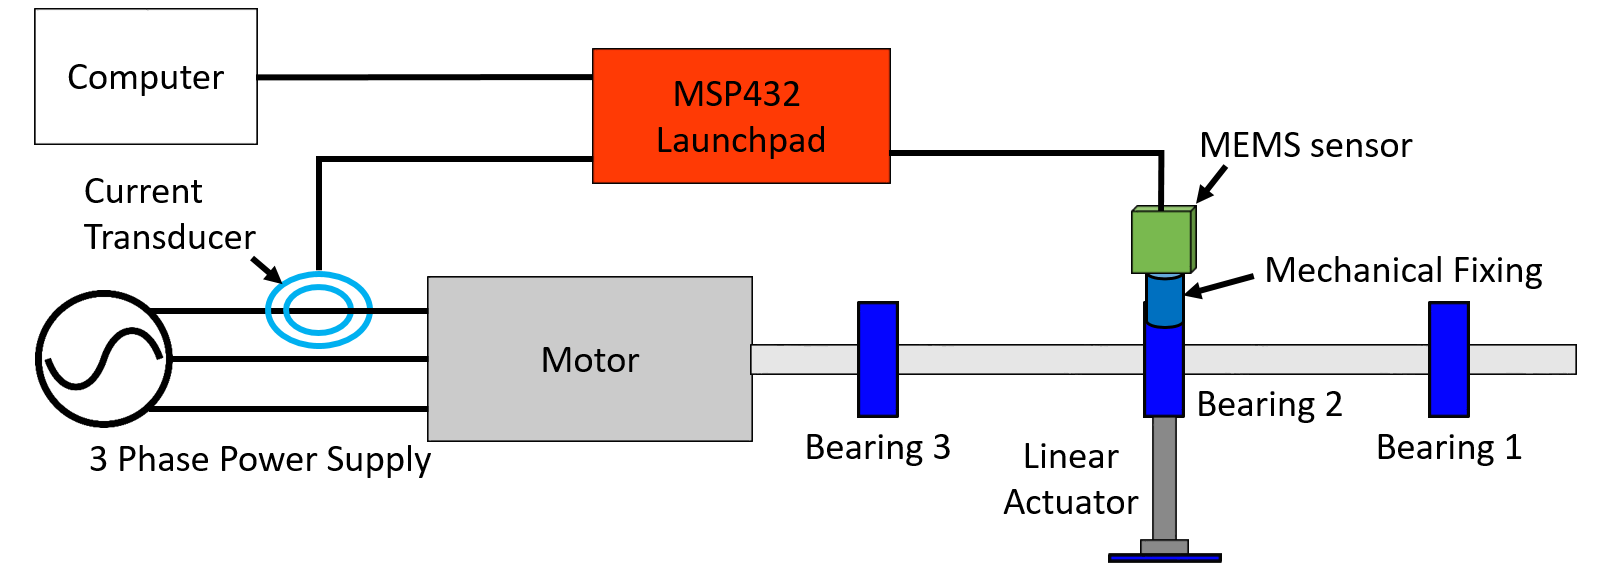 Computer
MSP432
Launchpad
MEMS sensor
Current
Transducer
Mechanical Fixing
Motor
Bearing 2
Bearing 3
Bearing 1
3 Phase Power Supply
Linear
Actuator